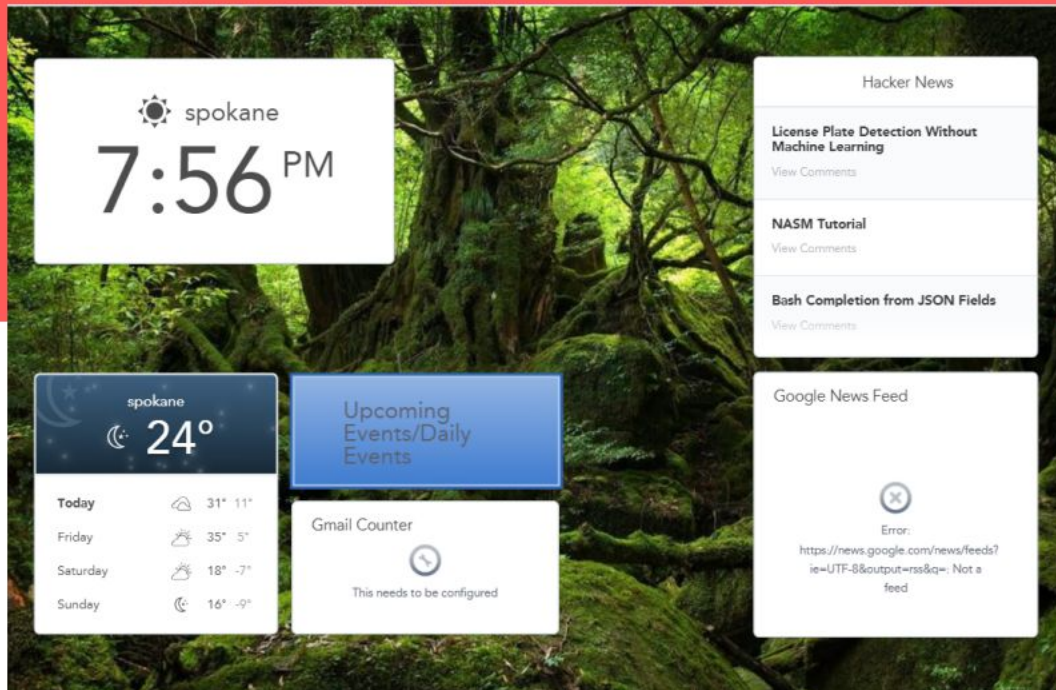 spokane
7:56 PM
Hacker News
License Plate Detection Without
Machine Learning
View Comments
NASM Tutorial
View Comments
Bash Completion from JSON Fields
View Comments
spokane
24°
Today 31° 11°
Friday 35° 5°
Saturday 18° -7°
Sunday 16° -9°
Upcoming
Events/Daily
Events
Gmail Counter
This needs to be configured
Google News Feed
Error:
https://news.google.com/news/feeds?
ie=UTF-8&output=rss&q=: Not a
feed